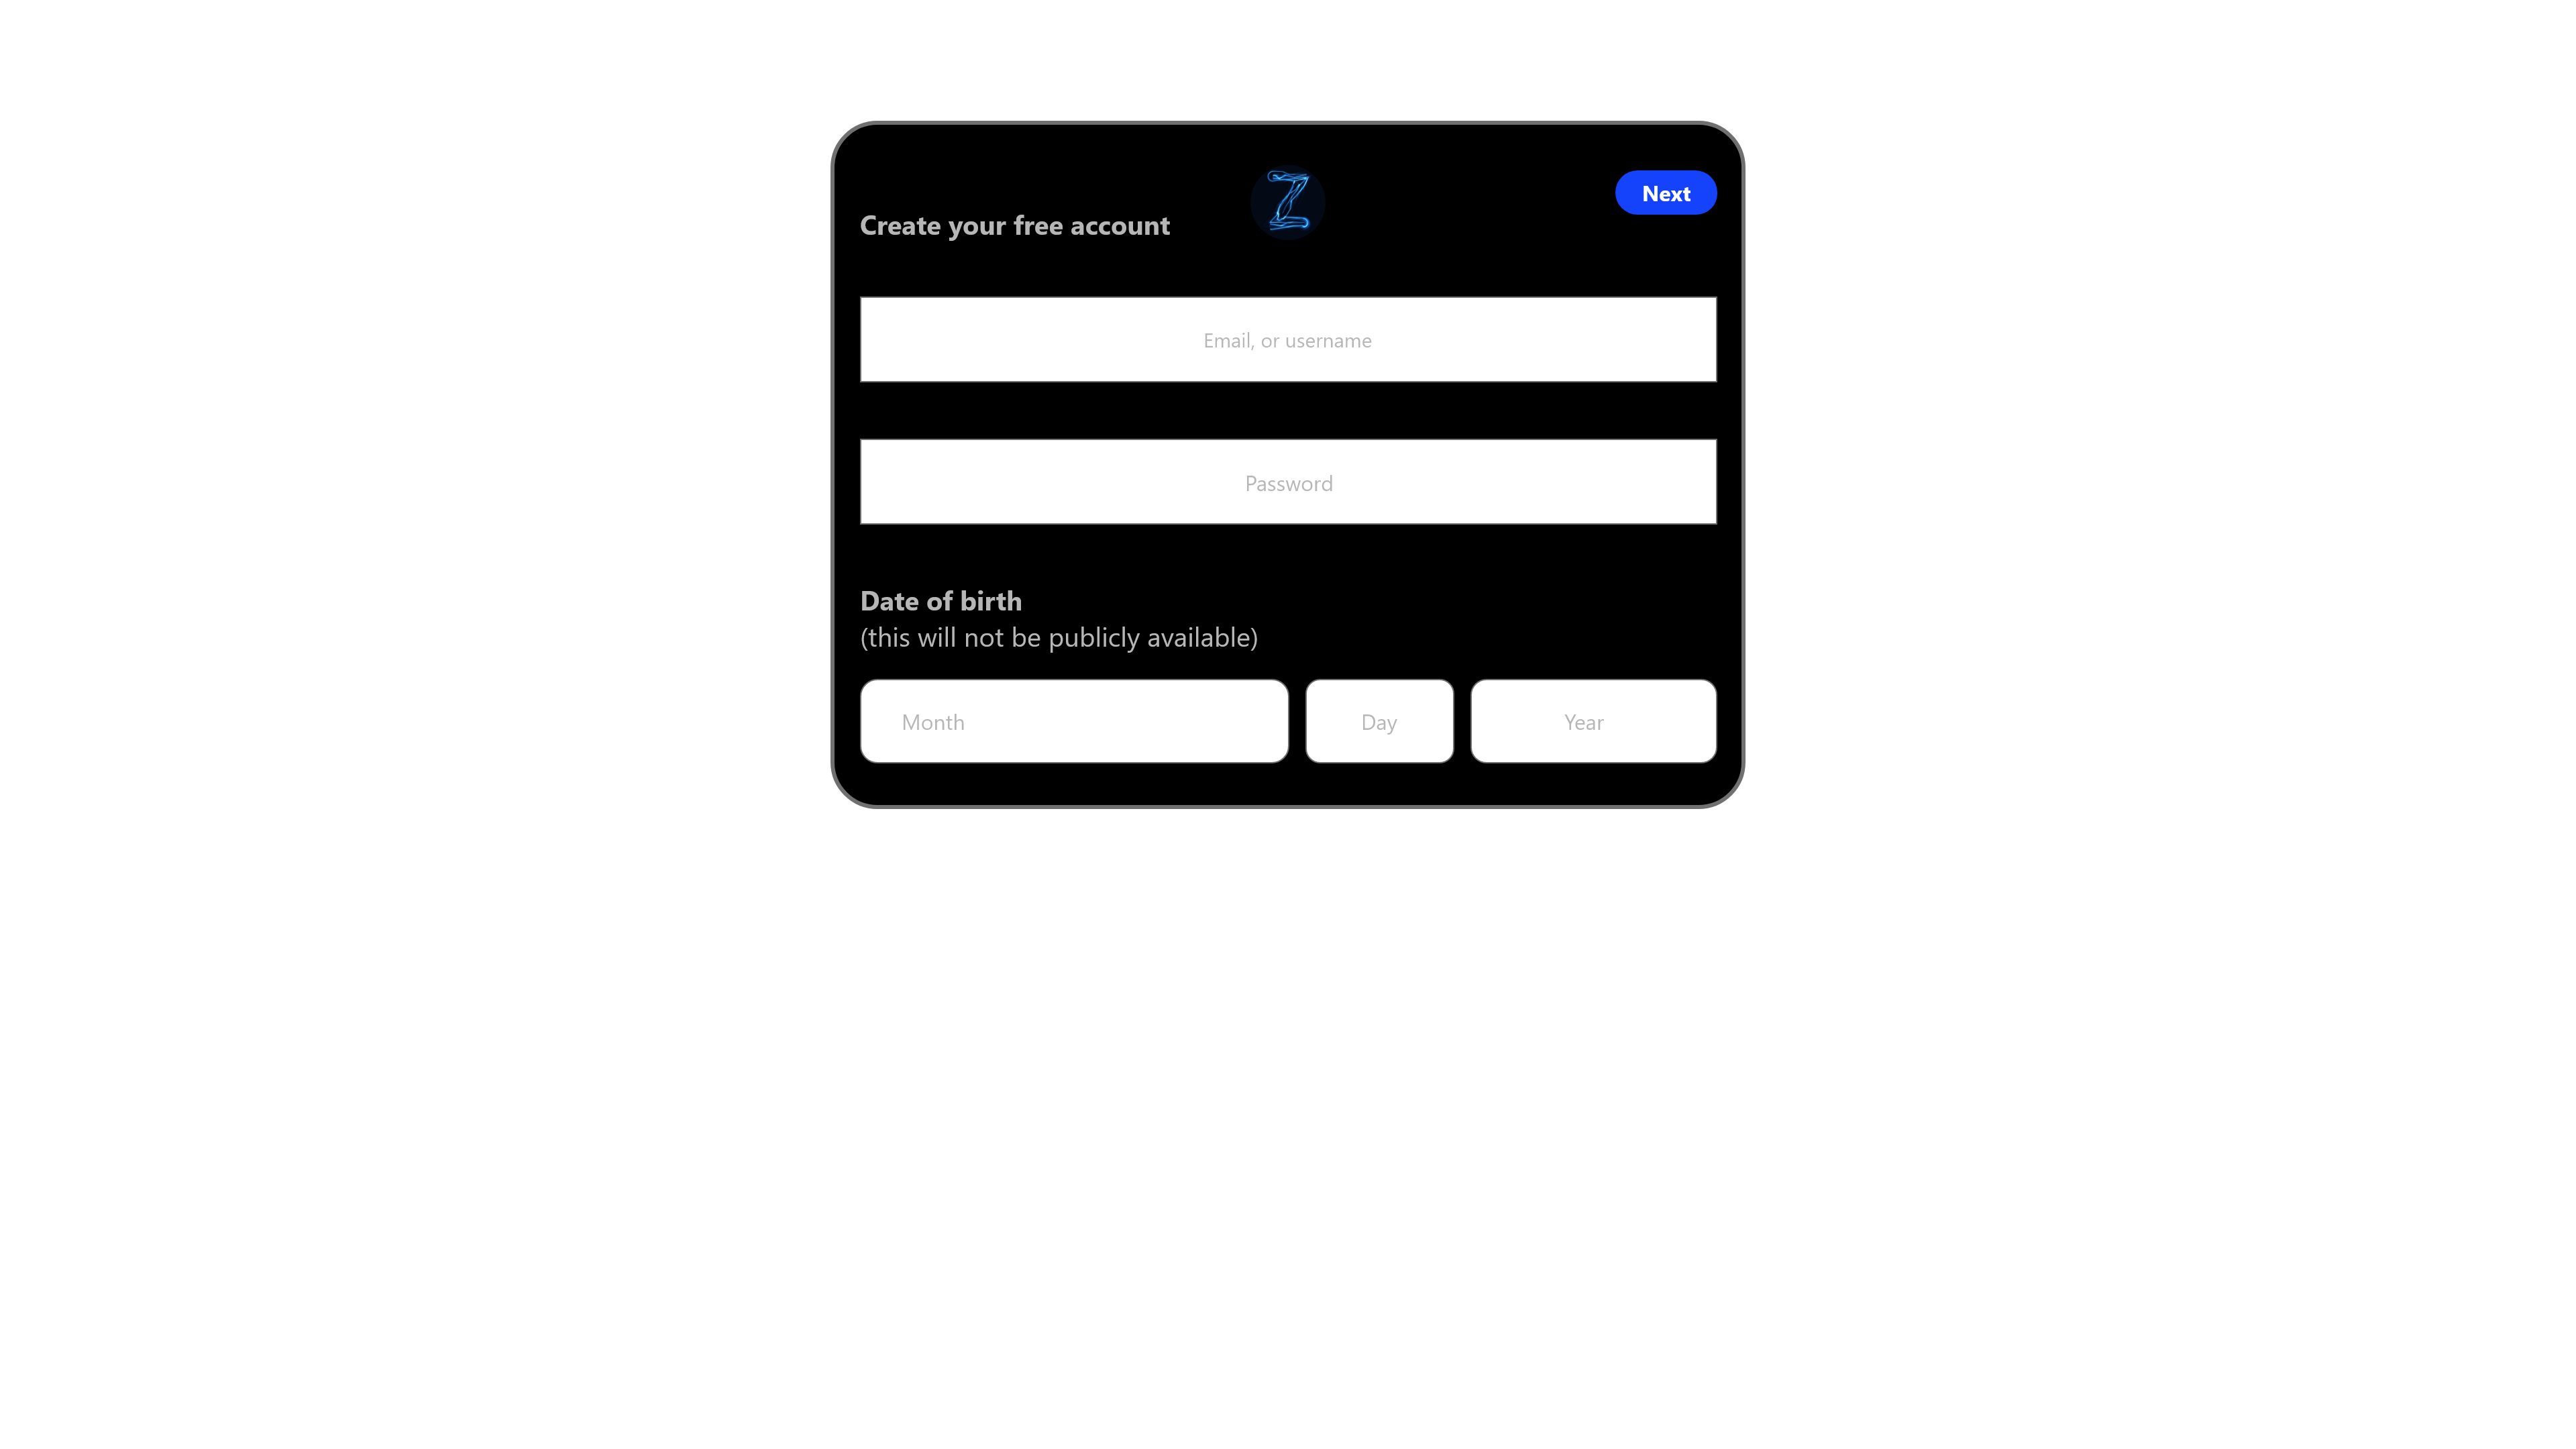 Z
Next
Create your free account
Email, or username
Password
Date of birth
(this will not be publicly available)
Month
Day
Year